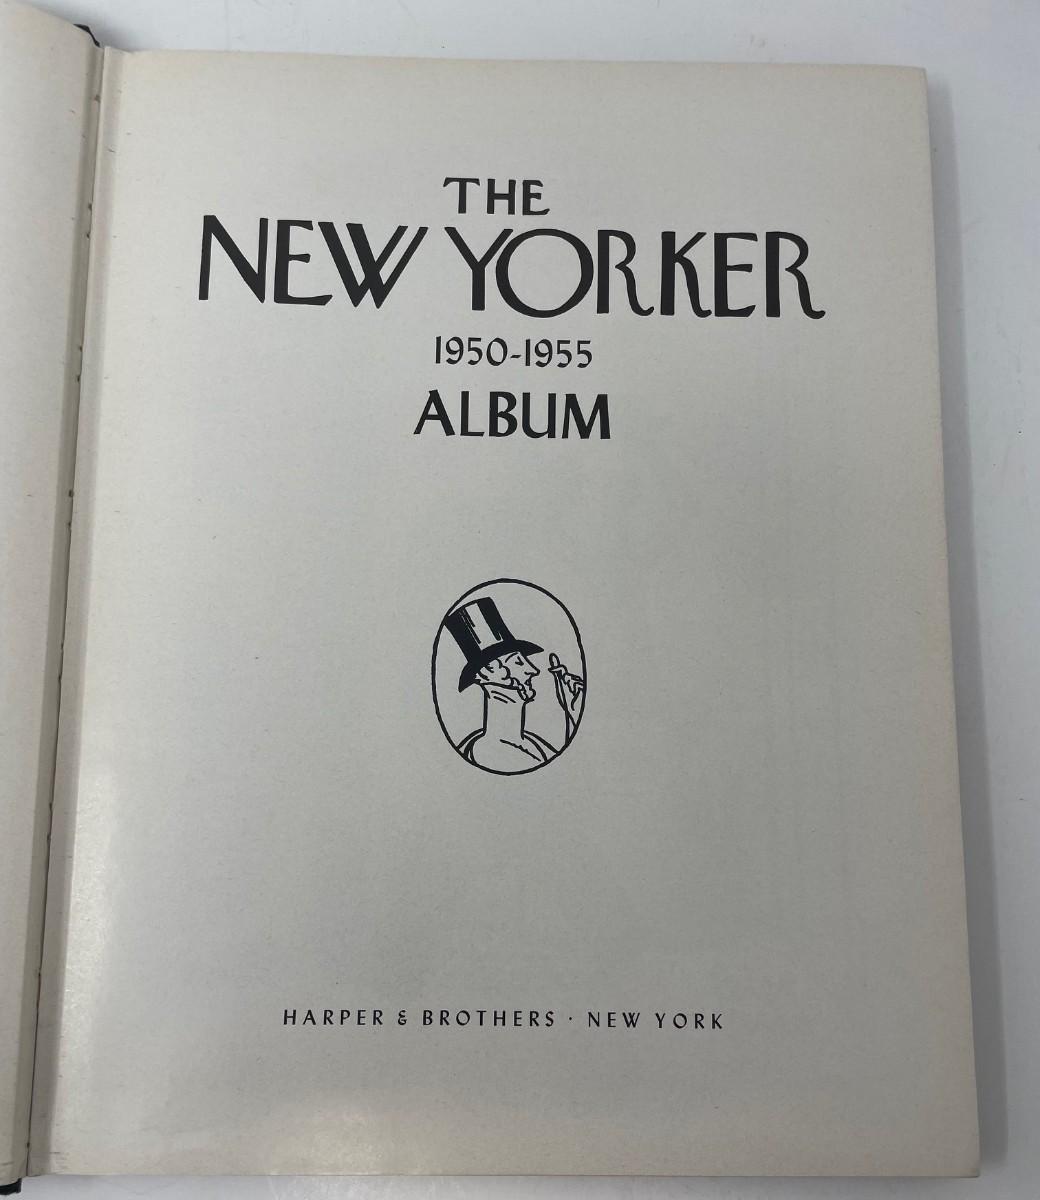 THE
NEW YORKER
1950-1955
ALBUM
HARPER & BROTHERS · NEW YORK